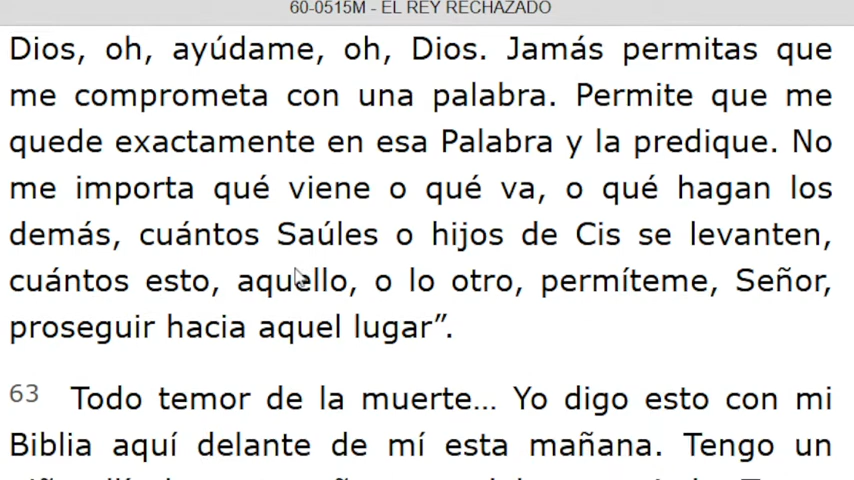 60-0515M - EL REY RECHAZADO
Dios, oh, ayúdame, oh, Dios. Jamás permitas que
me comprometa con una palabra. Permite que me
quede exactamente en esa Palabra y la predique. No
me importa qué viene o qué va, o qué hagan los
demás, cuántos Saúles o hijos de Cis se levanten,
cuántos esto, aquello, o lo otro, permíteme, Señor,
proseguir hacia aquel lugar”.
63 Todo temor de la muerte... Yo digo esto con mi
Biblia aquí delante de mí esta mañana. Tengo un